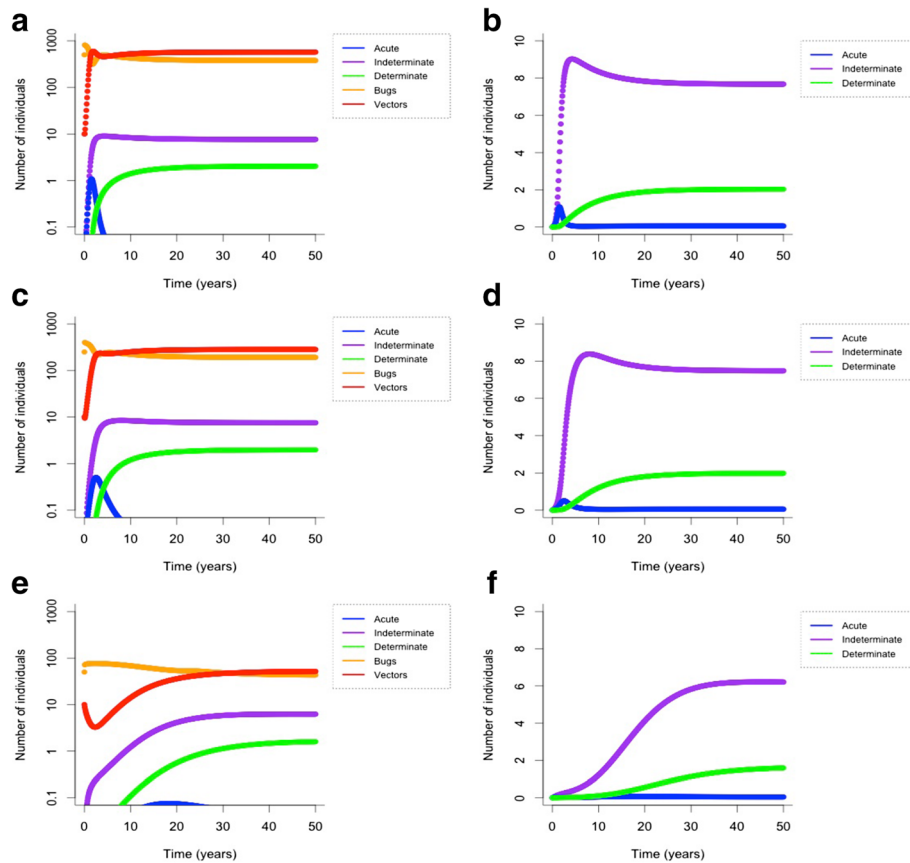 a
1000
100
10
1
0.1
Number of individuals
0 10 20 30 40 50
Time (years)
Acute
Indeterminate
Determinate
Bugs
Vectors
b
10
8
6
4
2
0
Number of individuals
0 10 20 30 40 50
Time (years)
Acute
Indeterminate
Determinate
c
1000
100
10
1
0.1
Number of individuals
0 10 20 30 40 50
Time (years)
Acute
Indeterminate
Determinate
Bugs
Vectors
d
10
8
6
4
2
0
Number of individuals
0 10 20 30 40 50
Time (years)
Acute
Indeterminate
Determinate
e
1000
100
10
1
0.1
Number of individuals
0 10 20 30 40 50
Time (years)
Acute
Indeterminate
Determinate
Bugs
Vectors
f
10
8
6
4
2
0
Number of individuals
0 10 20 30 40 50
Time (years)
Acute
Indeterminate
Determinate